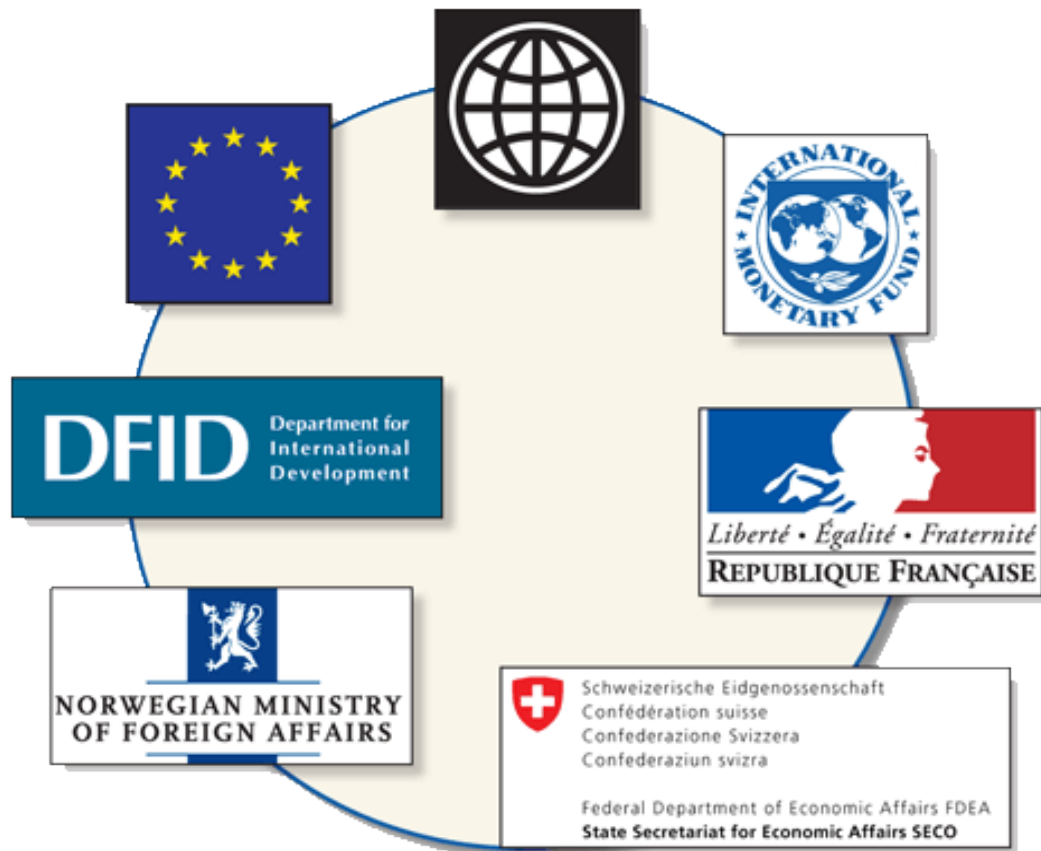 INTERNATIONAL
MONETARY FUND
DFID
Department for
International
Development
Liberté • Égalité • Fraternité
REPUBLIQUE FRANÇAISE
NORWEGIAN MINISTRY
OF FOREIGN AFFAIRS
Schweizerische Eidgenossenschaft
Confédération suisse
Confederazione Svizzera
Confederaziun svizra
Federal Department of Economic Affairs FDEA
State Secretariat for Economic Affairs SECO